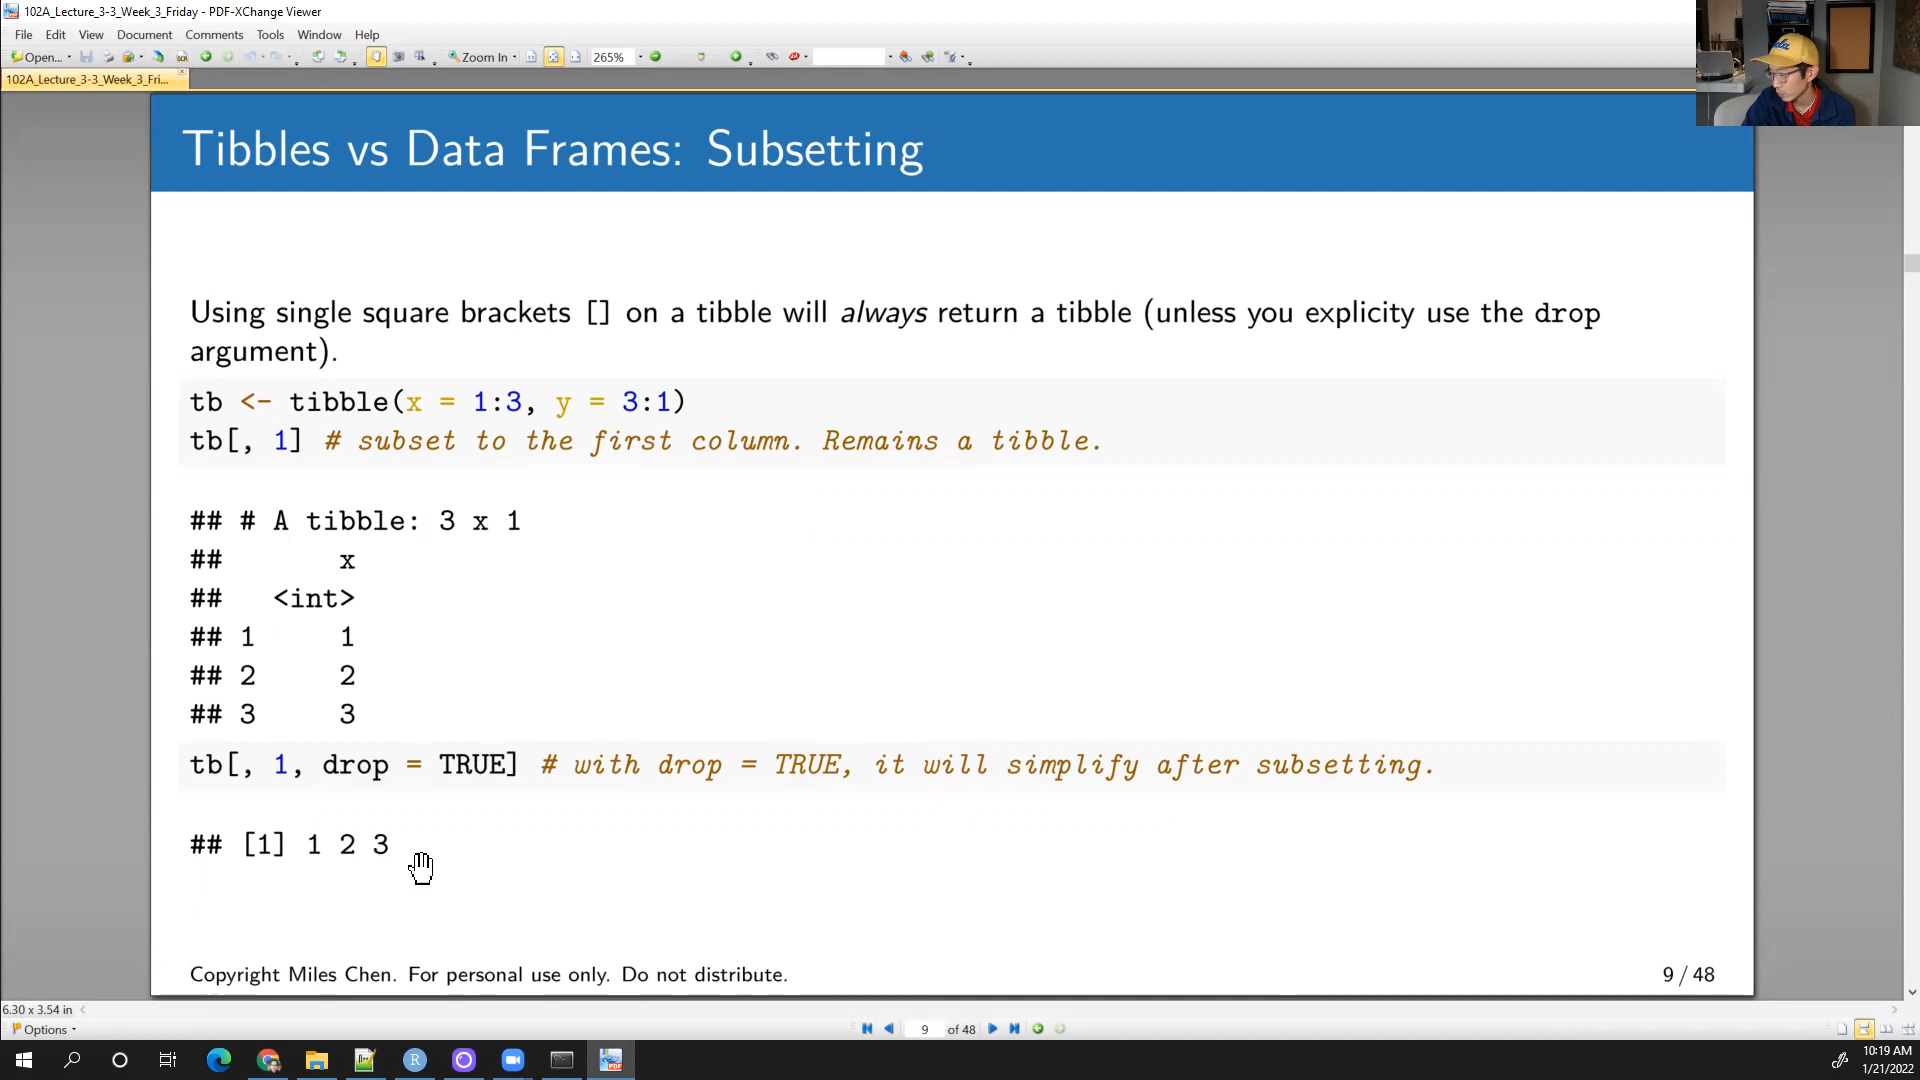 102A_Lecture_3-3_Week_3_Friday - PDF-XChange Viewer
File Edit View Document Comments Tools Window Help
Open... Zoom In 265%
102A_Lecture_3-3_Week_3_Fri...
Tibbles vs Data Frames: Subsetting
Using single square brackets [] on a tibble will always return a tibble (unless you explicity use the drop
argument).
tb <- tibble(x = 1:3, y = 3:1)
tb[, 1] # subset to the first column. Remains a tibble.
## # A tibble: 3 x 1
##       x
##   <int>
## 1     1
## 2     2
## 3     3
tb[, 1, drop = TRUE] # with drop = TRUE, it will simplify after subsetting.
## [1] 1 2 3
Copyright Miles Chen. For personal use only. Do not distribute. 9 / 48
6.30 x 3.54 in
Options 9 of 48
10:19 AM
1/21/2022